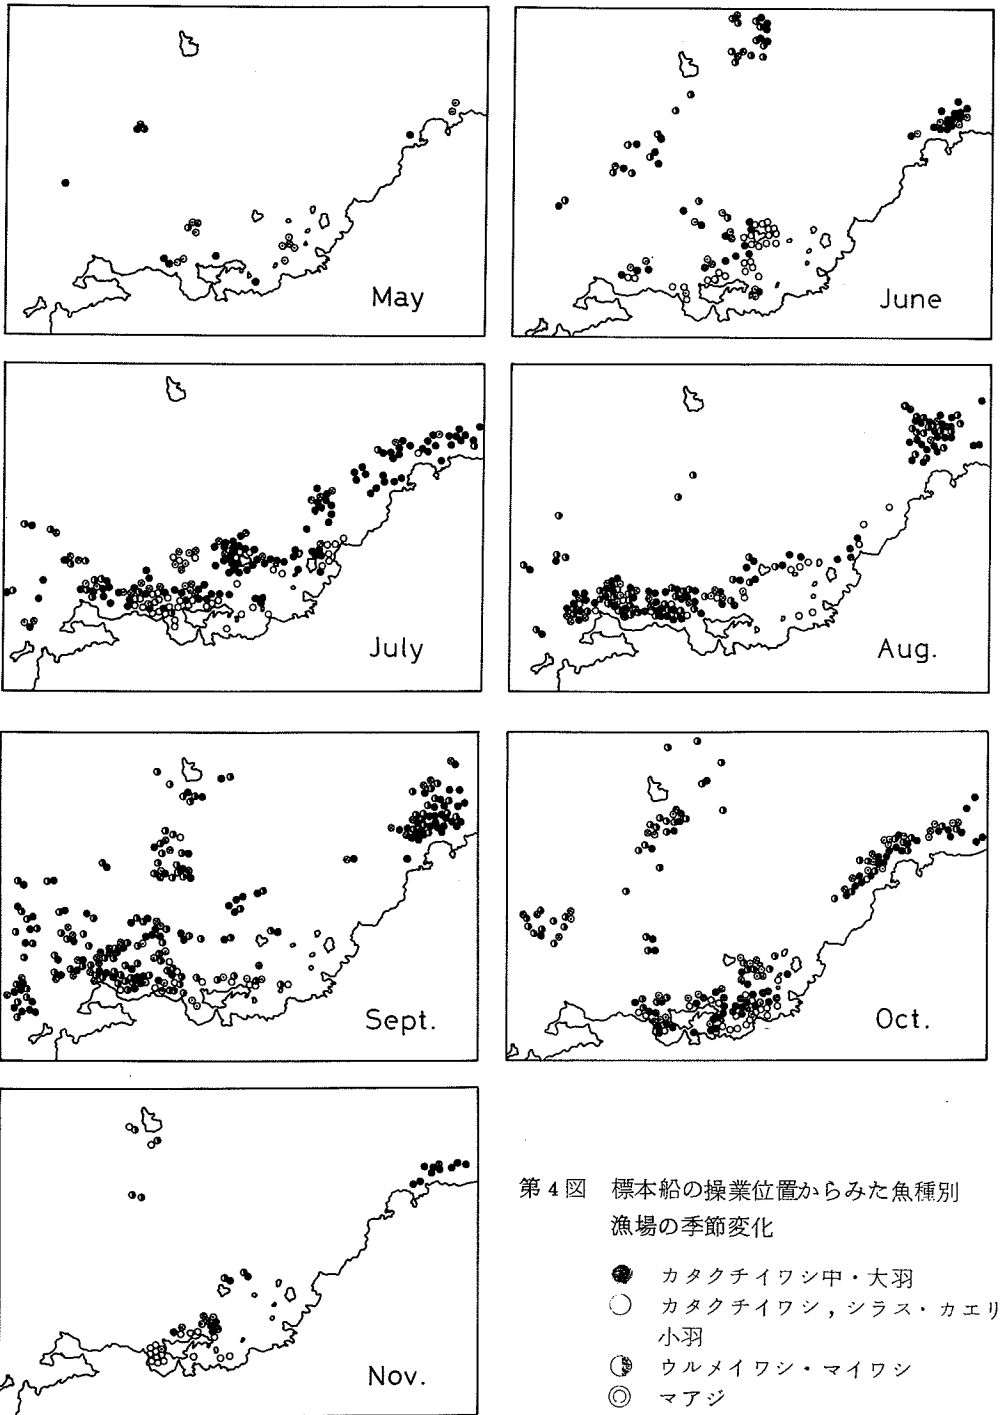 May
June
July
Aug.
Sept.
Oct.
Nov.
第4図 標本船の操業位置からみた魚種別
漁場の季節変化
カタクチイワシ中・大羽
カタクチイワシ,シラス・カエリ
小羽
ウルメイワシ・マイワシ
マアジ